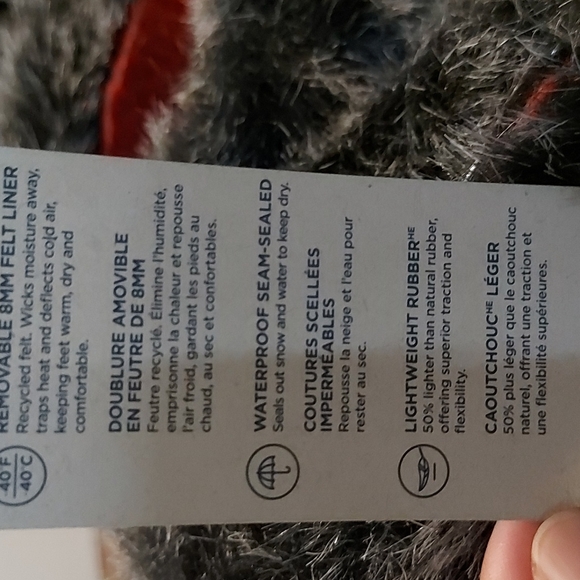 40°F
40°C
REMOVABLE 8MM FELT LINER
Recycled felt. Wicks moisture away,
traps heat and deflects cold air,
keeping feet warm, dry and
comfortable.
DOUBLURE AMOVIBLE
EN FEUTRE DE 8MM
Feutre recyclé. Élimine l'humidité,
emprisonne la chaleur et repousse
l'air froid, gardant les pieds au
chaud, au sec et confortables.
WATERPROOF SEAM-SEALED
Seals out snow and water to keep dry.
COUTURES SCELLÉES
IMPERMÉABLES
Repousse la neige et l'eau pour
rester au sec.
LIGHTWEIGHT RUBBERᴴᴱ
50% lighter than natural rubber,
offering superior traction and
flexibility.
CAOUTCHOUCᴴᴱ LÉGER
50% plus léger que le caoutchouc
naturel, offrant une traction et
une flexibilité supérieures.